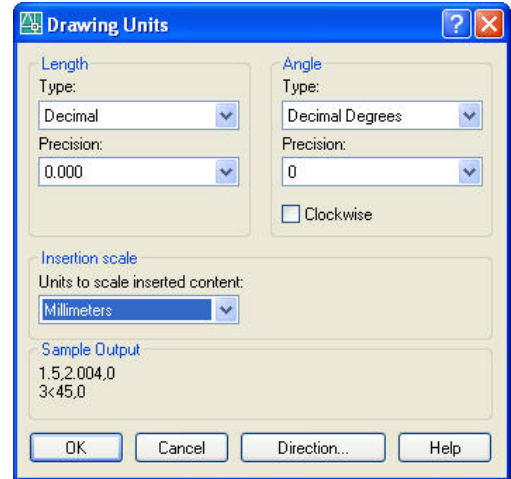 Drawing Units
Length
Type:
Decimal
Precision:
0.000
Angle
Type:
Decimal Degrees
Precision:
0
Clockwise
Insertion scale
Units to scale inserted content:
Millimeters
Sample Output
1.5,2.004,0
3<45,0
OK Cancel Direction... Help